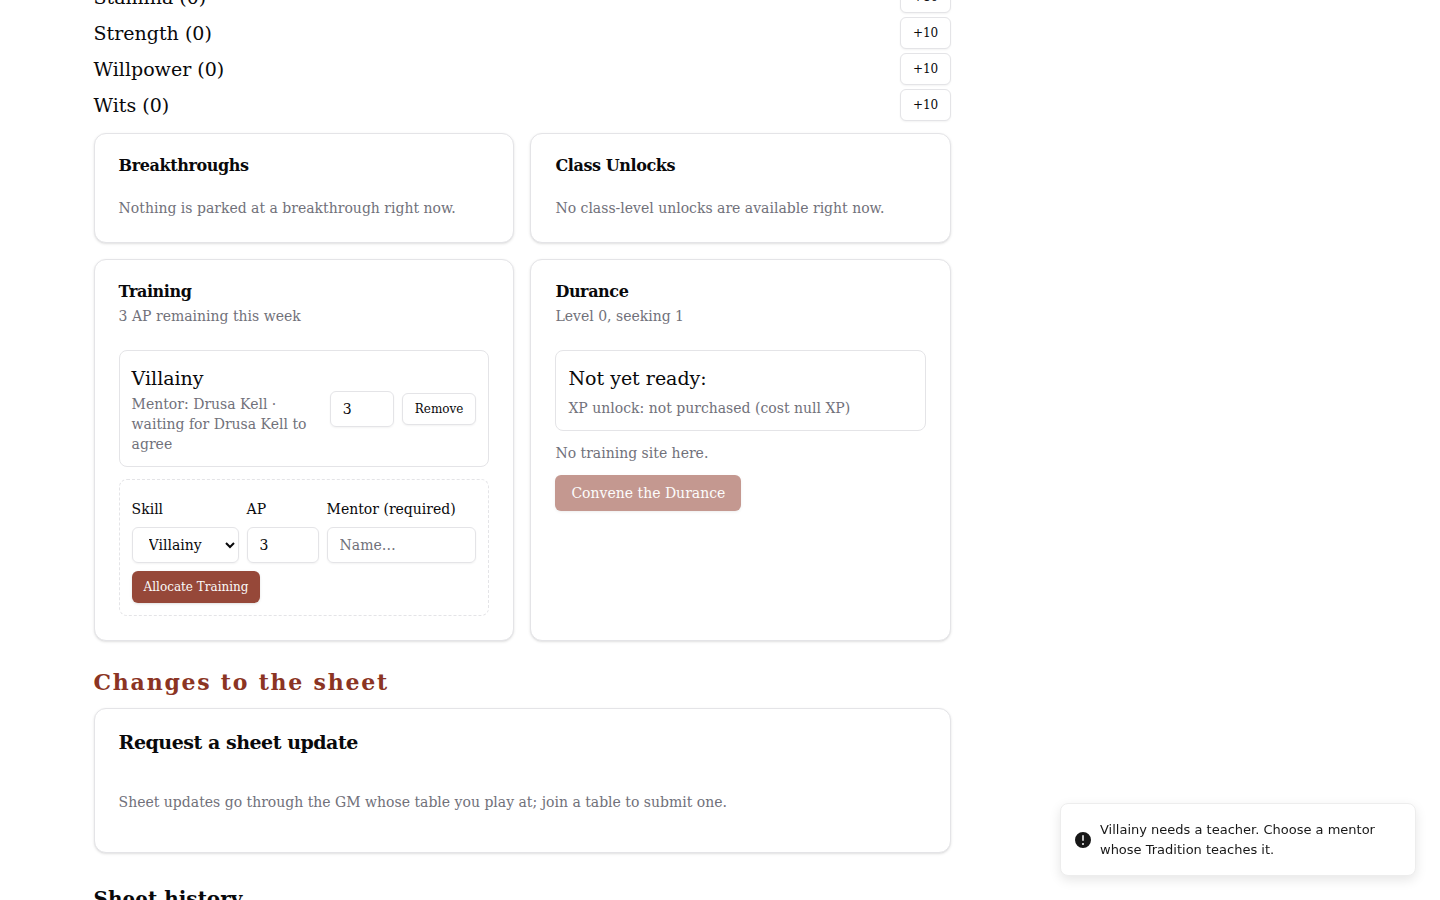 Strength (0)
+10
Willpower (0)
+10
Wits (0)
+10
Breakthroughs
Nothing is parked at a breakthrough right now.
Class Unlocks
No class-level unlocks are available right now.
Training
3 AP remaining this week
Villainy
Mentor: Drusa Kell ·
waiting for Drusa Kell to
agree
3
Remove
Skill
AP
Mentor (required)
Villainy
3
Name...
Allocate Training
Durance
Level 0, seeking 1
Not yet ready:
XP unlock: not purchased (cost null XP)
No training site here.
Convene the Durance
Changes to the sheet
Request a sheet update
Sheet updates go through the GM whose table you play at; join a table to submit one.
Sheet history
Villainy needs a teacher. Choose a mentor
whose Tradition teaches it.